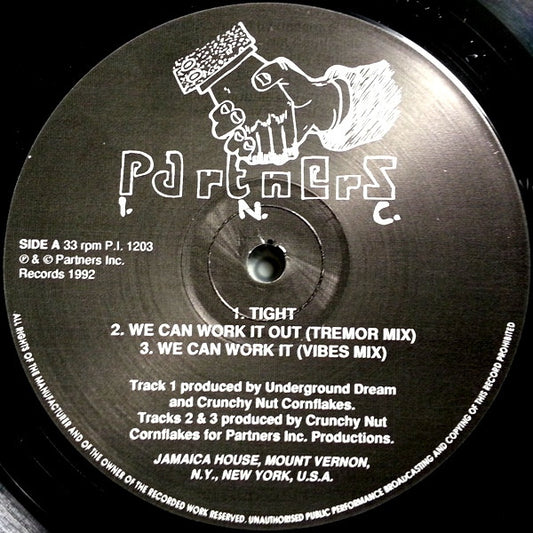 PartnerS
I. N. C.
SIDE A 33 rpm P.I. 1203
℗ & © Partners Inc.
Records 1992
1. TIGHT
2. WE CAN WORK IT OUT (TREMOR MIX)
3. WE CAN WORK IT (VIBES MIX)
Track 1 produced by Underground Dream
and Crunchy Nut Cornflakes.
Tracks 2 & 3 produced by Crunchy Nut
Cornflakes for Partners Inc. Productions.
JAMAICA HOUSE, MOUNT VERNON,
N.Y., NEW YORK, U.S.A.
ALL RIGHTS OF THE MANUFACTURER AND OF THE OWNER OF THE RECORDED WORK RESERVED. UNAUTHORISED PUBLIC PERFORMANCE BROADCASTING AND COPYING OF THIS RECORD PROHIBITED